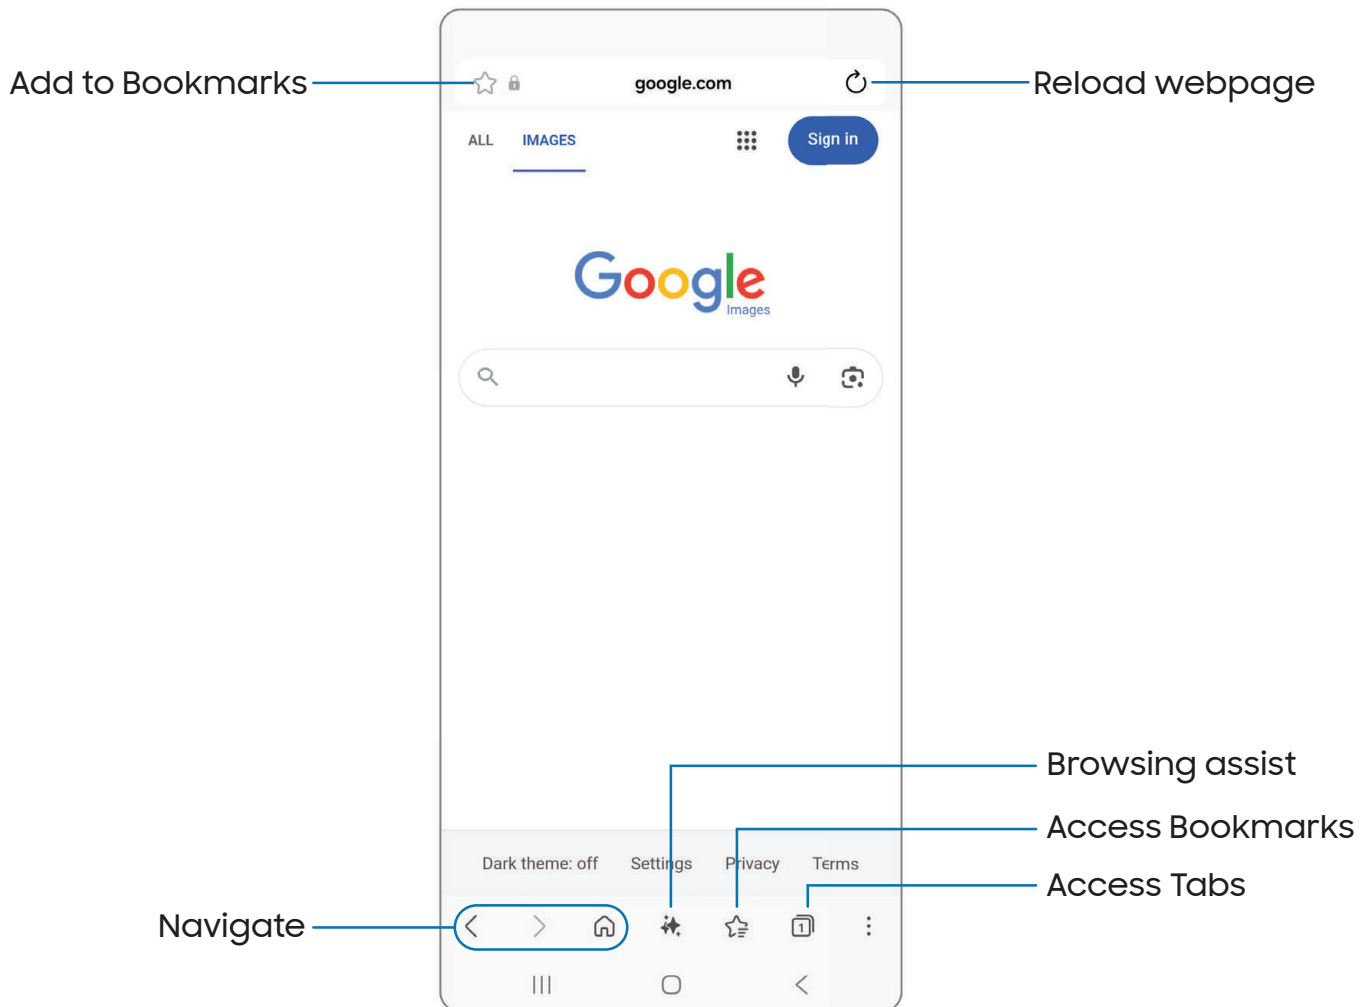 Add to Bookmarks
google.com
Reload webpage
ALL IMAGES
Sign in
Google
Images
Browsing assist
Access Bookmarks
Dark theme: off Settings Privacy Terms
Access Tabs
Navigate
1